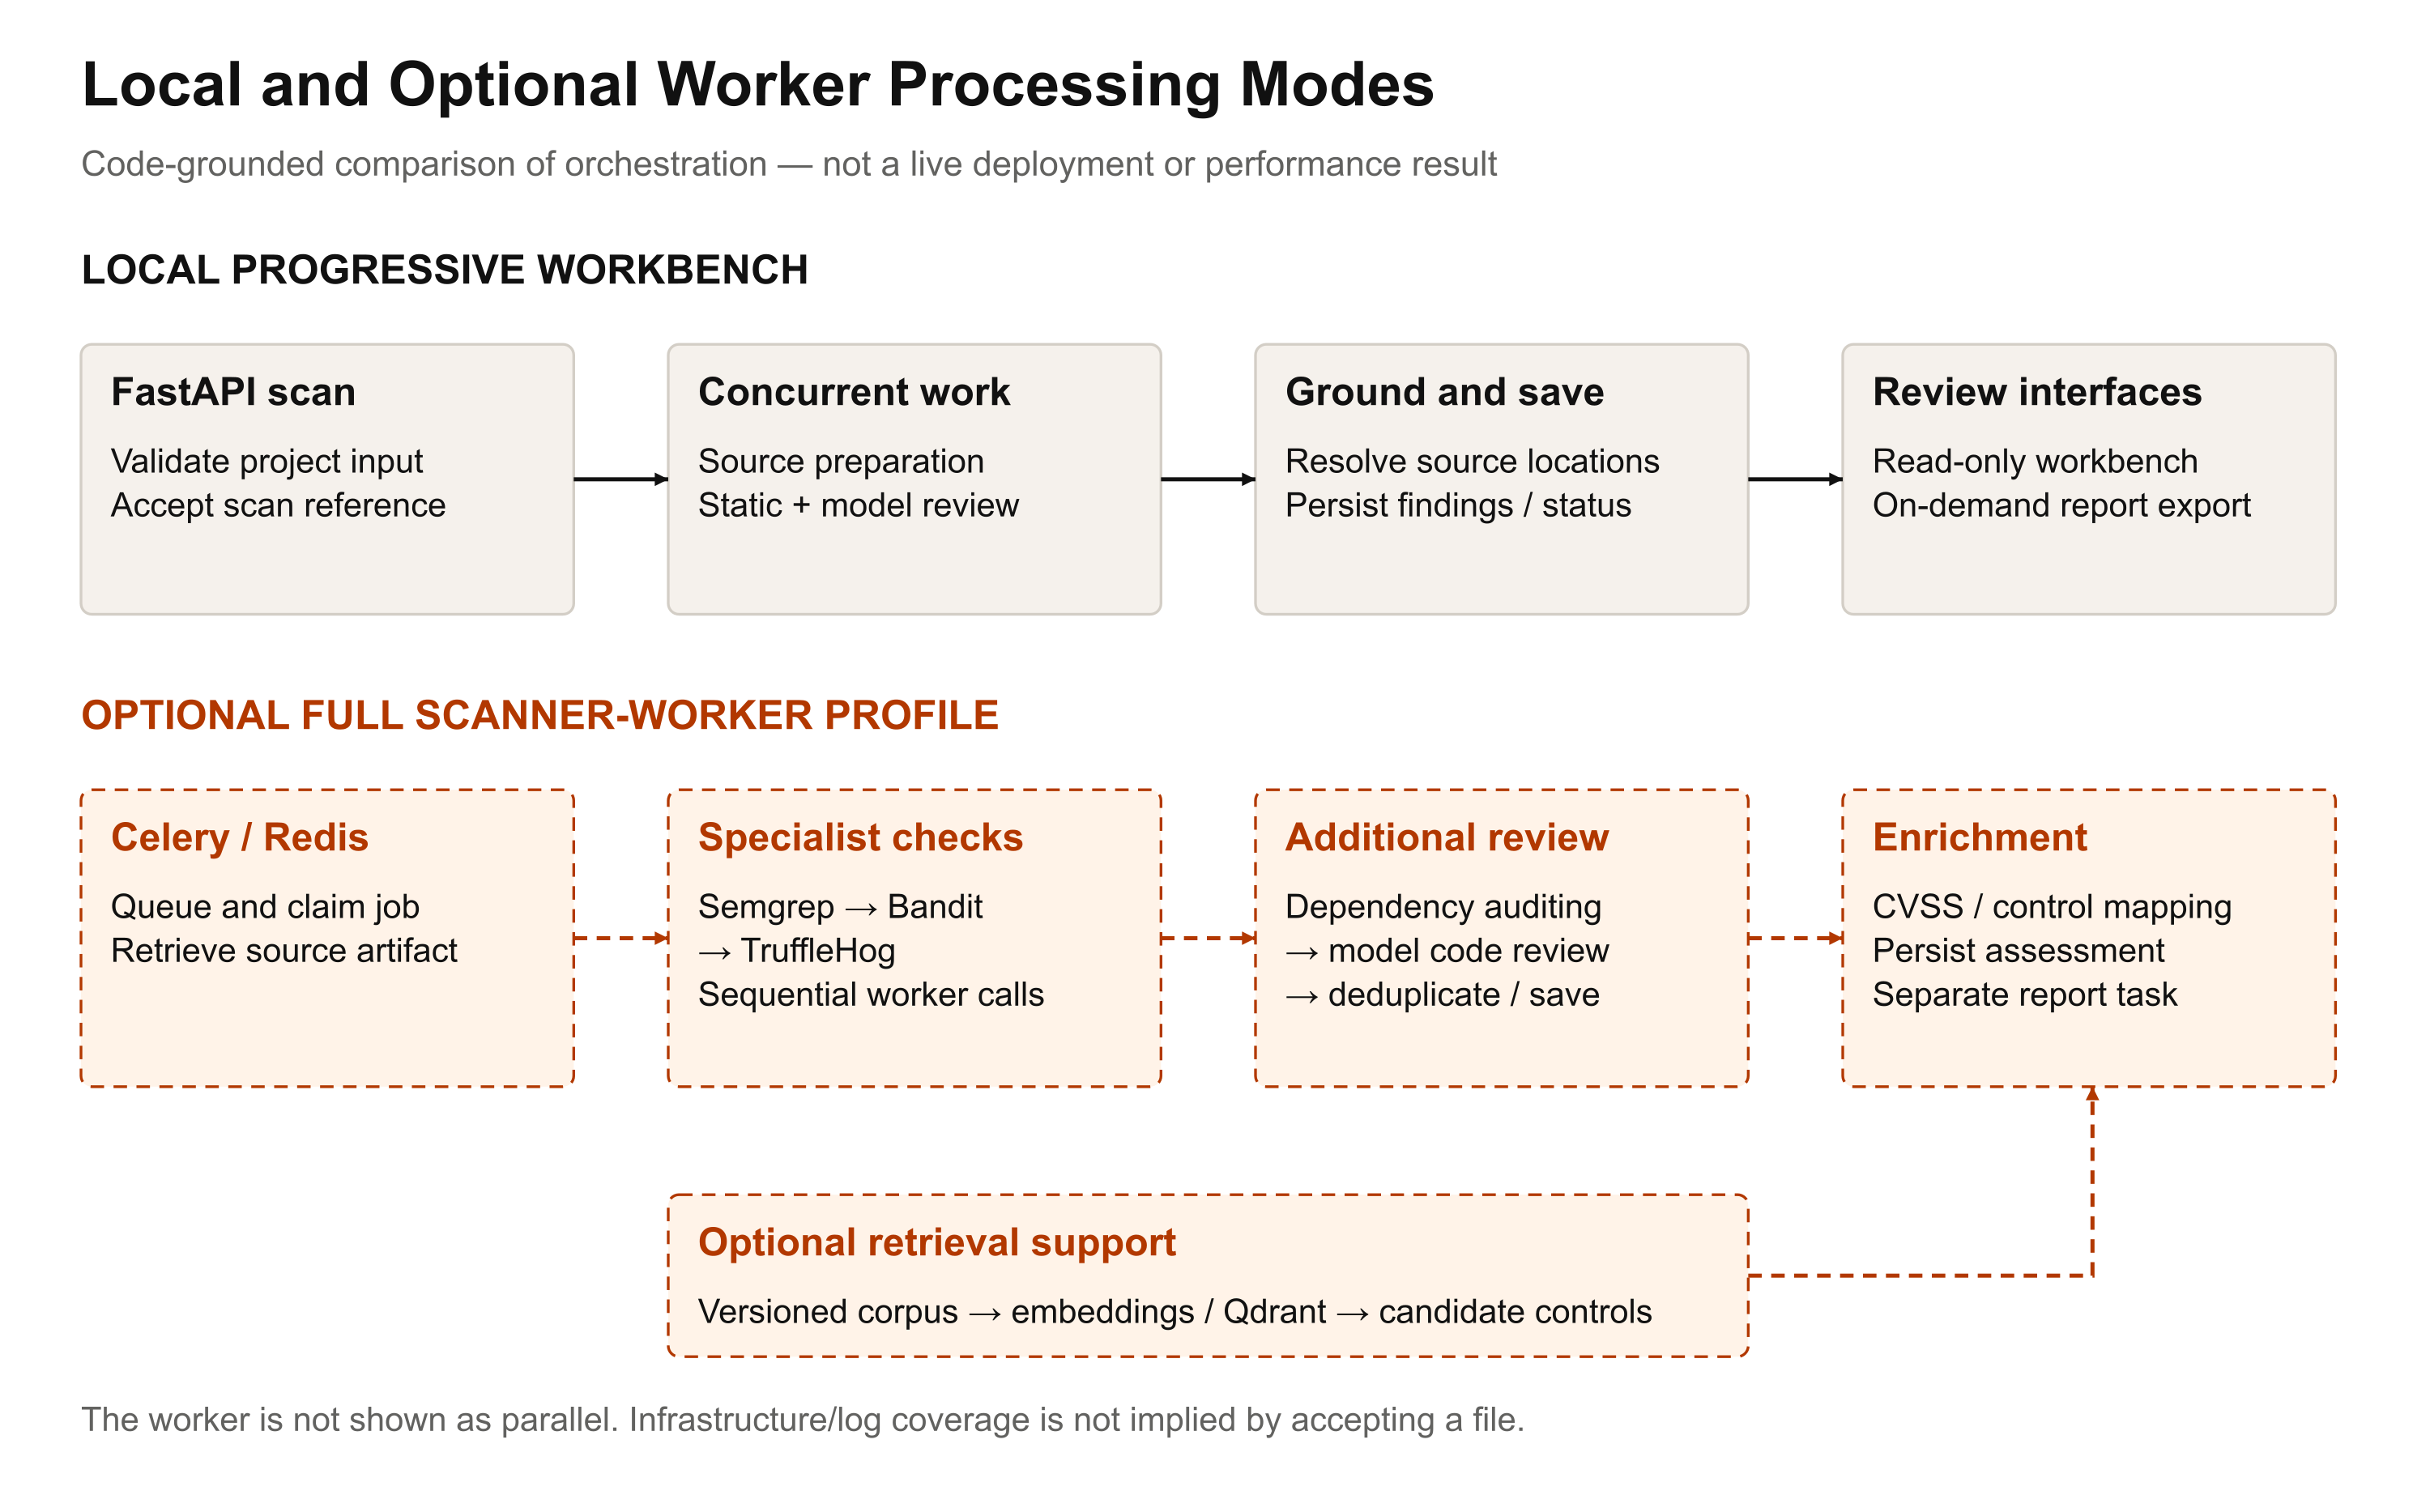 Local and Optional Worker Processing Modes
Code-grounded comparison of orchestration — not a live deployment or performance result
LOCAL PROGRESSIVE WORKBENCH
FastAPI scan
Validate project input
Accept scan reference
Concurrent work
Source preparation
Static + model review
Ground and save
Resolve source locations
Persist findings / status
Review interfaces
Read-only workbench
On-demand report export
OPTIONAL FULL SCANNER-WORKER PROFILE
Celery / Redis
Queue and claim job
Retrieve source artifact
Specialist checks
Semgrep → Bandit
→ TruffleHog
Sequential worker calls
Additional review
Dependency auditing
→ model code review
→ deduplicate / save
Enrichment
CVSS / control mapping
Persist assessment
Separate report task
Optional retrieval support
Versioned corpus → embeddings / Qdrant → candidate controls
The worker is not shown as parallel. Infrastructure/log coverage is not implied by accepting a file.